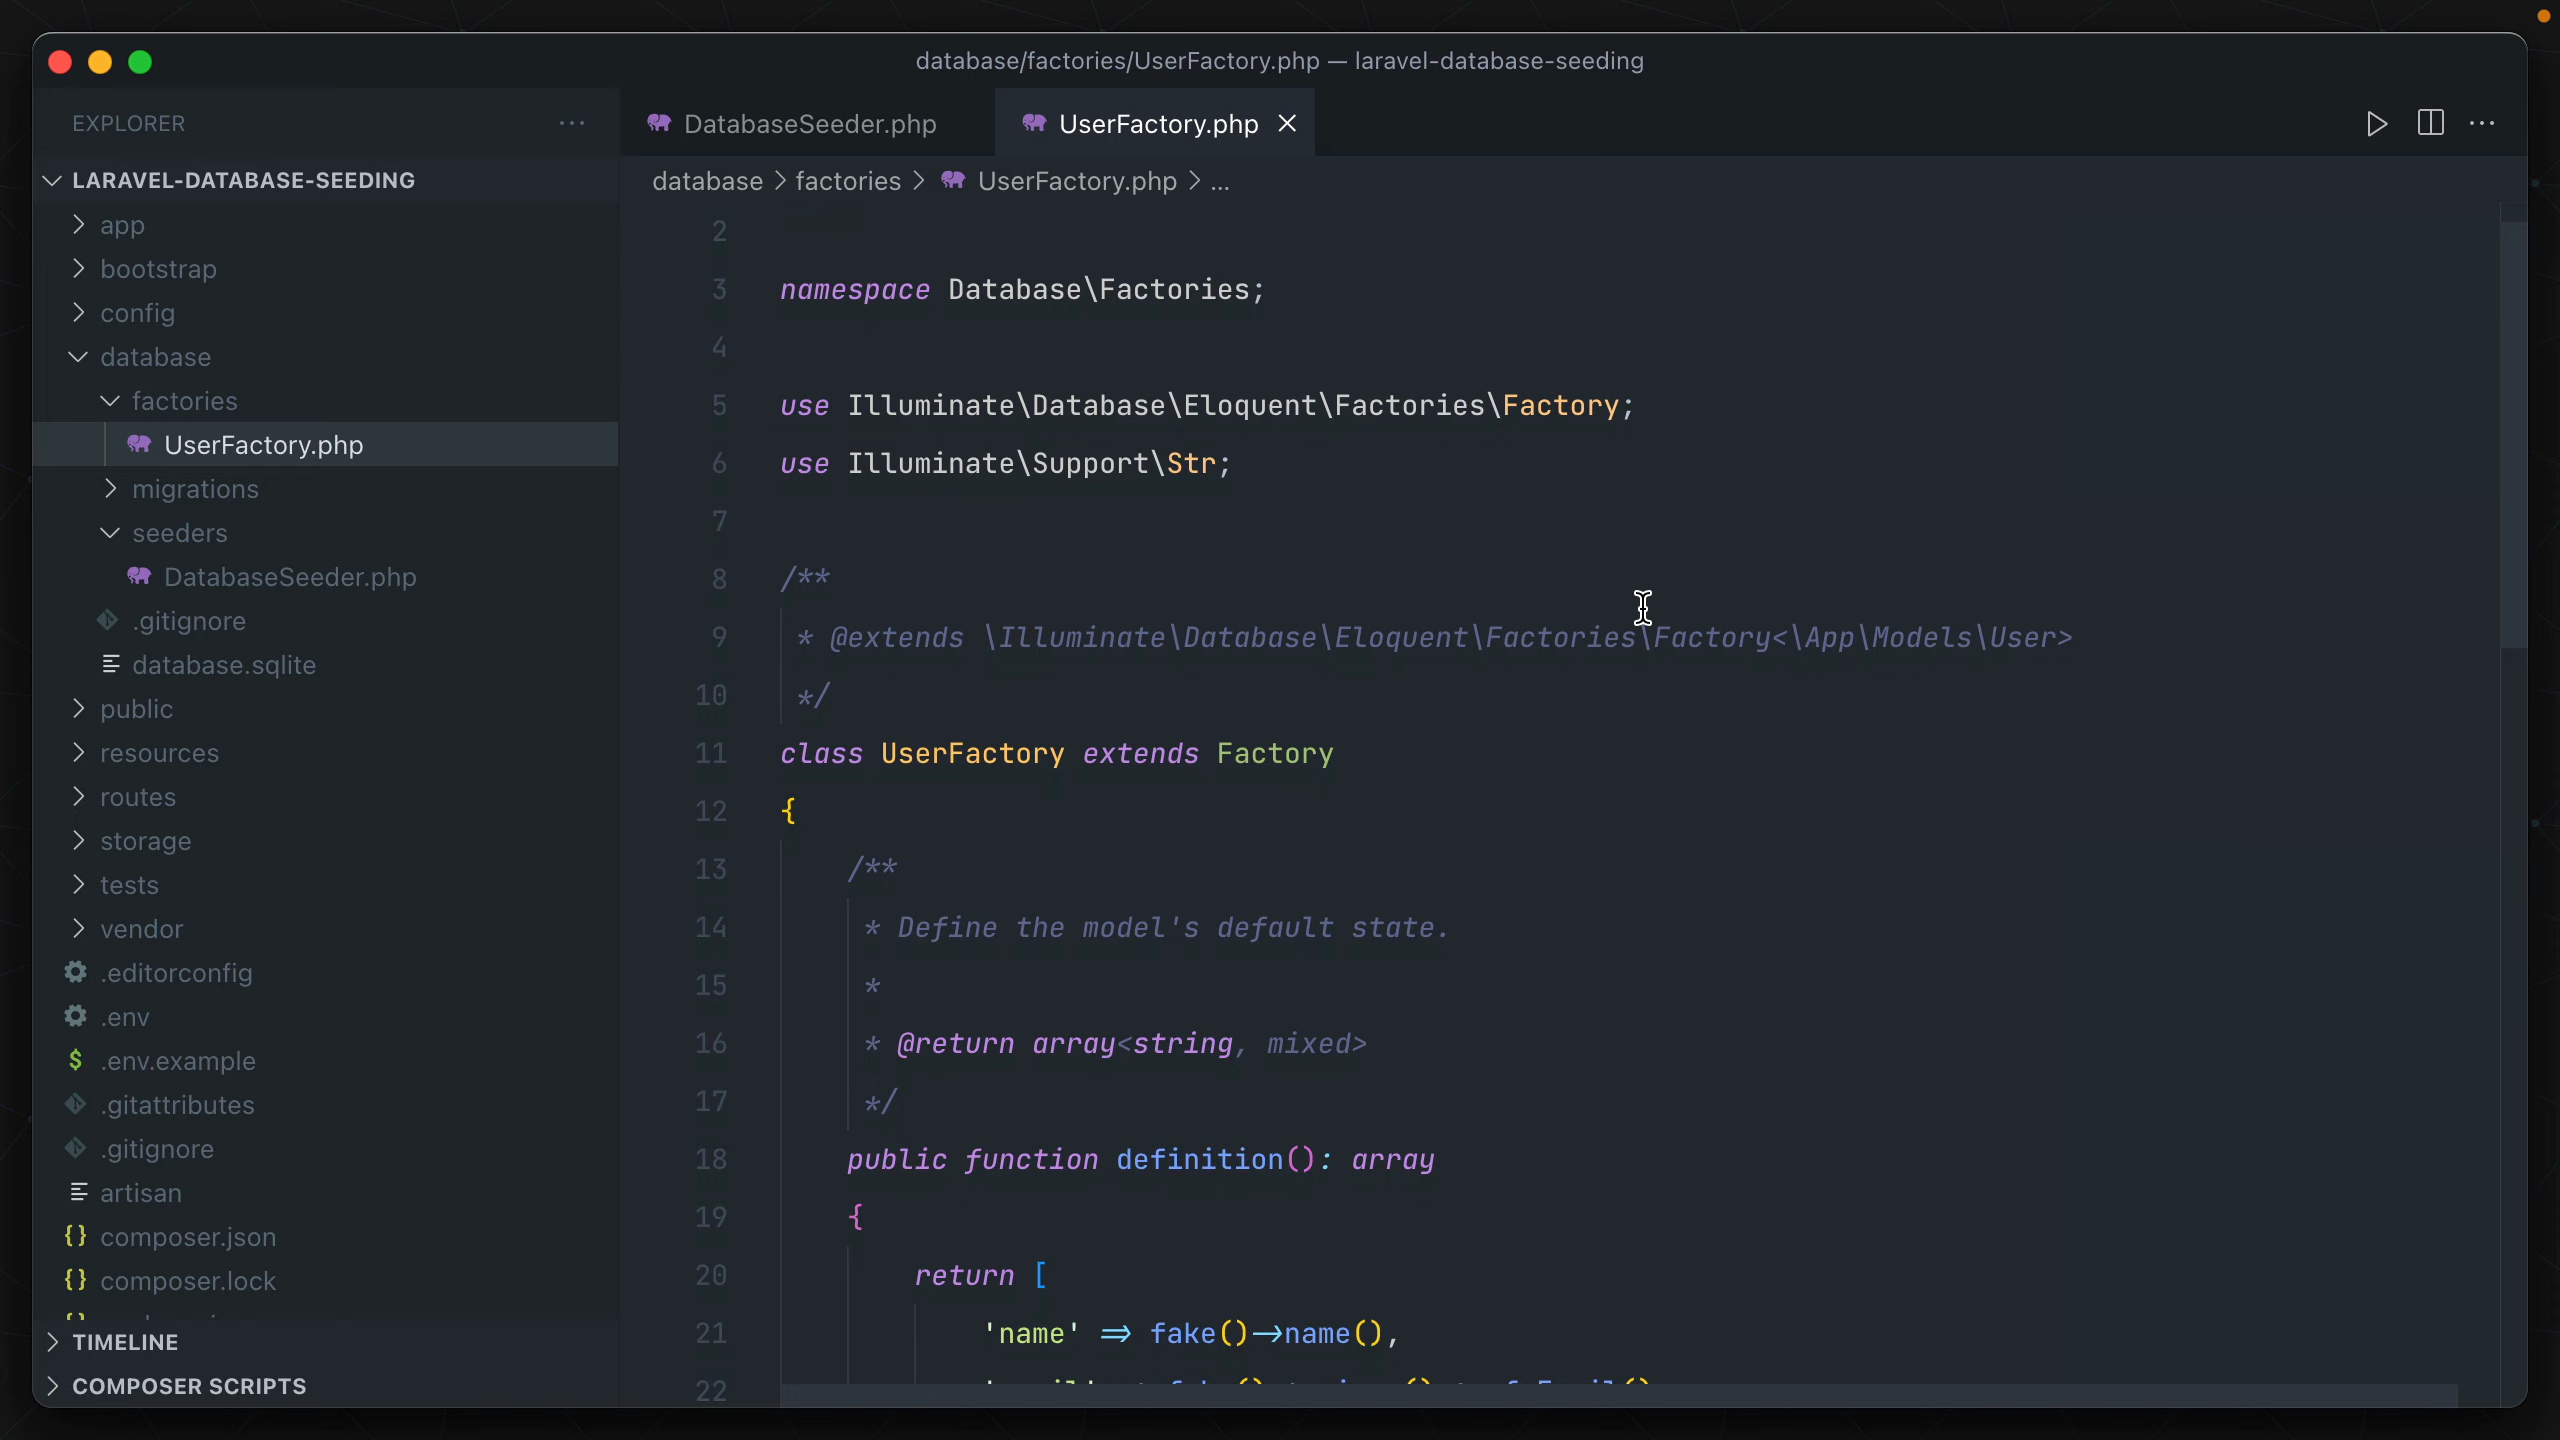 database/factories/UserFactory.php — laravel-database-seeding
EXPLORER
LARAVEL-DATABASE-SEEDING
app
bootstrap
config
database
factories
UserFactory.php
migrations
seeders
DatabaseSeeder.php
.gitignore
database.sqlite
public
resources
routes
storage
tests
vendor
.editorconfig
.env
$ .env.example
.gitattributes
.gitignore
artisan
{} composer.json
{} composer.lock
TIMELINE
COMPOSER SCRIPTS
DatabaseSeeder.php
UserFactory.php
database > factories > UserFactory.php > ...
2
3 namespace Database\Factories;
4
5 use Illuminate\Database\Eloquent\Factories\Factory;
6 use Illuminate\Support\Str;
7
8 /**
9 * @extends \Illuminate\Database\Eloquent\Factories\Factory<\App\Models\User>
10 */
11 class UserFactory extends Factory
12 {
13 /**
14 * Define the model's default state.
15 *
16 * @return array<string, mixed>
17 */
18 public function definition(): array
19 {
20 return [
21 'name' => fake()->name(),
22